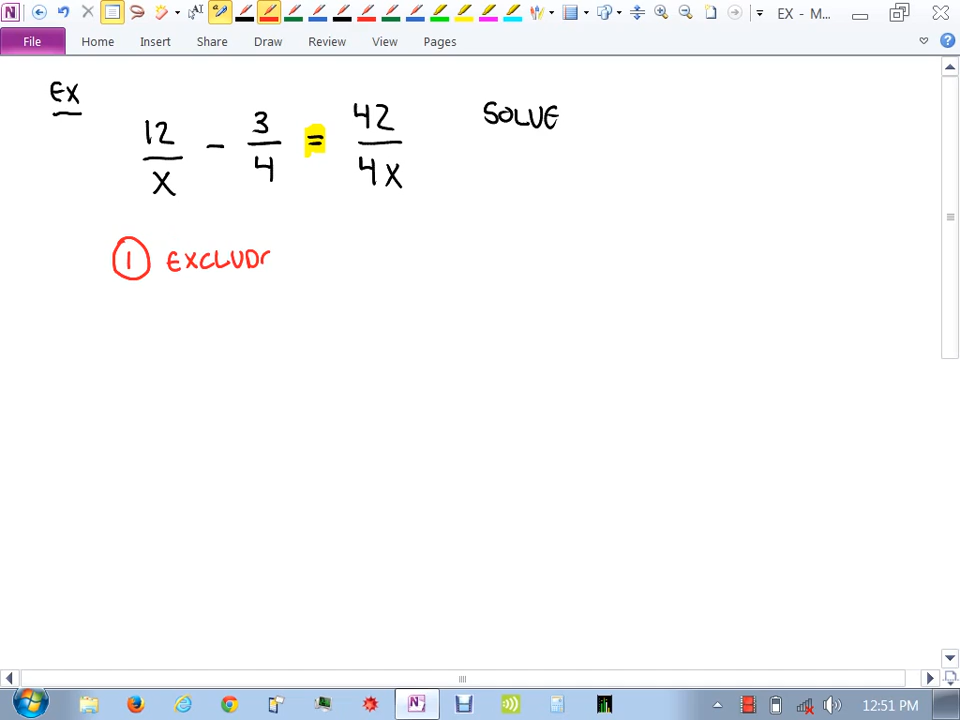 EX - M...
File Home Insert Share Draw Review View Pages
EX
12/x - 3/4 = 42/4x SOLVE
① EXCLUD
12:51 PM